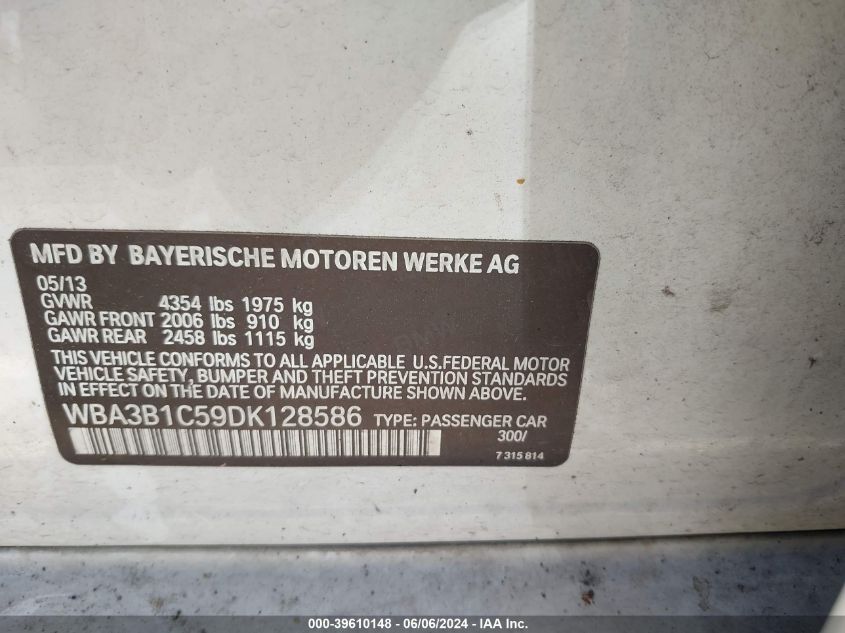 MFD BY BAYERISCHE MOTOREN WERKE AG
05/13
GVWR 4354 lbs 1975 kg
GAWR FRONT 2006 lbs 910 kg
GAWR REAR 2458 lbs 1115 kg
THIS VEHICLE CONFORMS TO ALL APPLICABLE U.S.FEDERAL MOTOR
VEHICLE SAFETY, BUMPER AND THEFT PREVENTION STANDARDS
IN EFFECT ON THE DATE OF MANUFACTURE SHOWN ABOVE.
WBA3B1C59DK128586 TYPE: PASSENGER CAR
300/
7 315 814
000-39610148 - 06/06/2024 - IAA Inc.